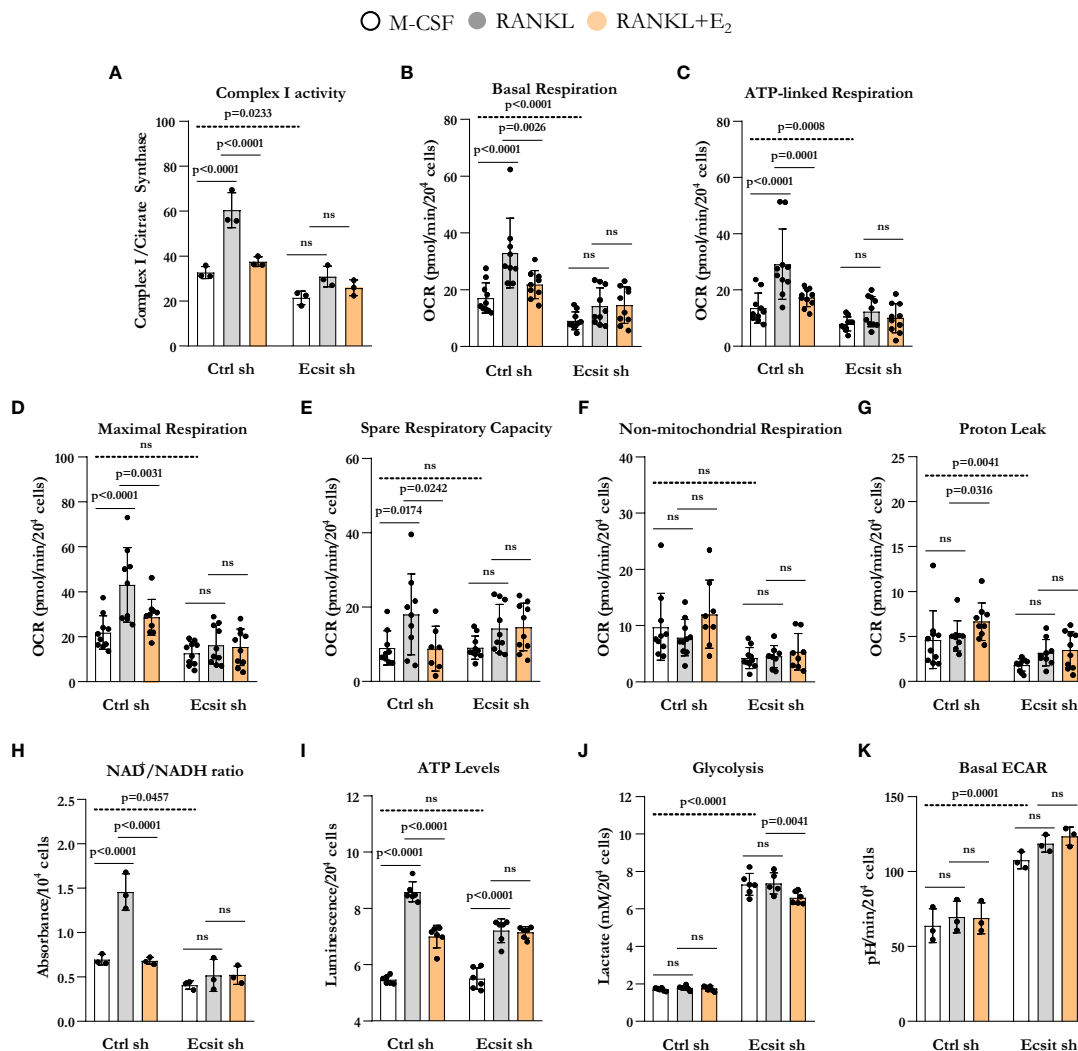 M-CSF RANKL RANKL+E₂
A
Complex I activity
p=0.0233
p<0.0001
p<0.0001
ns
ns
Complex I/Citrate Synthase
100
80
60
40
20
0
Ctrl sh Ecsit sh
B
Basal Respiration
p<0.0001
p=0.0026
p<0.0001
ns
ns
OCR (pmol/min/20⁴ cells)
80
60
40
20
0
Ctrl sh Ecsit sh
C
ATP-linked Respiration
p=0.0008
p=0.0001
p<0.0001
ns
ns
OCR (pmol/min/20⁴ cells)
80
60
40
20
0
Ctrl sh Ecsit sh
D
Maximal Respiration
ns
p=0.0031
p<0.0001
ns
ns
OCR (pmol/min/20⁴ cells)
100
80
60
40
20
0
Ctrl sh Ecsit sh
E
Spare Respiratory Capacity
ns
p=0.0242
p=0.0174
ns
ns
OCR (pmol/min/20⁴ cells)
60
40
20
0
Ctrl sh Ecsit sh
F
Non-mitochondrial Respiration
ns
ns
ns
ns
ns
OCR (pmol/min/20⁴ cells)
40
30
20
10
0
Ctrl sh Ecsit sh
G
Proton Leak
p=0.0041
p=0.0316
ns
ns
ns
OCR (pmol/min/20⁴ cells)
25
20
15
10
5
0
Ctrl sh Ecsit sh
H
NAD⁺/NADH ratio
p=0.0457
p<0.0001
p<0.0001
ns
ns
Absorbance/10⁴ cells
2.5
2.0
1.5
1.0
0.5
0.0
Ctrl sh Ecsit sh
I
ATP Levels
ns
p<0.0001
p<0.0001
ns
p<0.0001
Luminescence/20⁴ cells
12
10
8
6
4
Ctrl sh Ecsit sh
J
Glycolysis
p<0.0001
p=0.0041
ns
ns
ns
Lactate (mM/20⁴ cells)
12
10
8
6
4
2
0
Ctrl sh Ecsit sh
K
Basal ECAR
p=0.0001
ns
ns
ns
ns
pH/min/20⁴ cells
150
100
50
0
Ctrl sh Ecsit sh